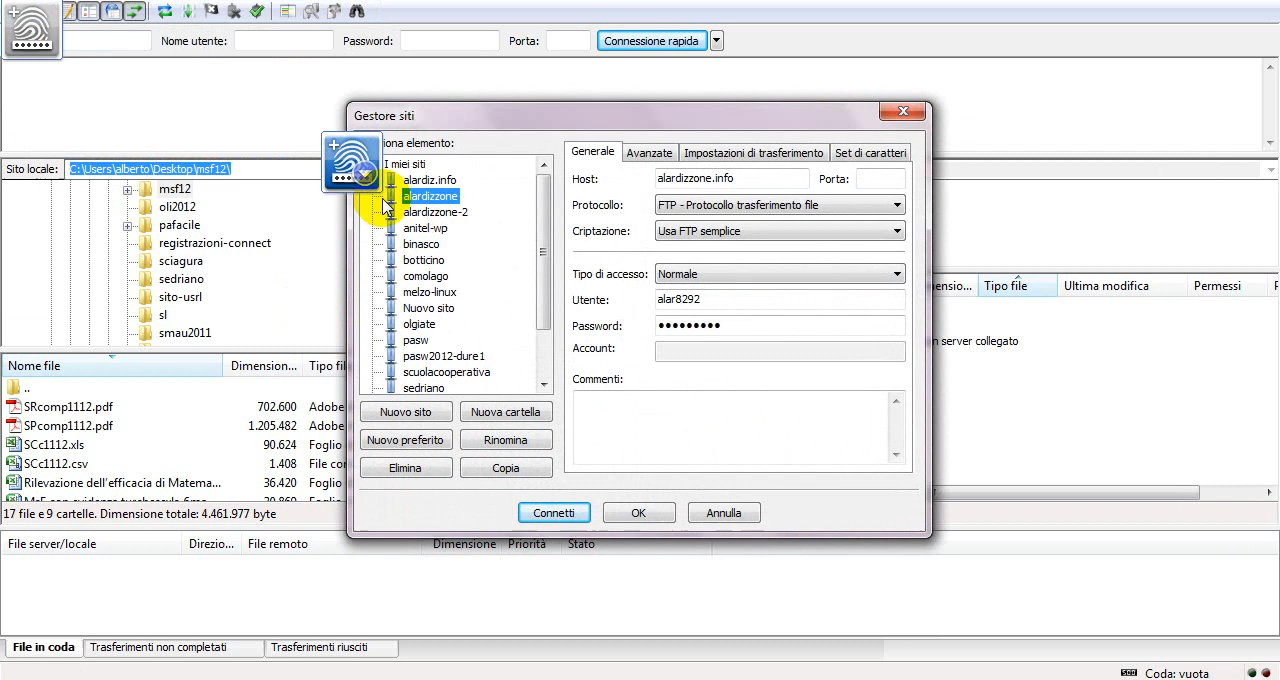 Nome utente: Password: Porta: Connessione rapida
Sito locale: C:\Users\alberto\Desktop\msf12\
msf12
oli2012
pafacile
registrazioni-connect
sciagura
sedriano
sito-usrl
sl
smau2011
Nome file Dimension... Tipo fil
..
SRcomp1112.pdf 702.600 Adobe
SPcomp1112.pdf 1.205.482 Adobe
SCc1112.xls 90.624 Foglio
SCc1112.csv 1.408 File co
Rilevazione dell'efficacia di Matema... 36.420 Foglio
17 file e 9 cartelle. Dimensione totale: 4.461.977 byte
Gestore siti
iona elemento:
I miei siti
alardiz.info
alardizzone
alardizzone-2
anitel-wp
binasco
botticino
comolago
melzo-linux
Nuovo sito
olgiate
pasw
pasw2012-dure1
scuolacooperativa
sedriano
Nuovo sito Nuova cartella
Nuovo preferito Rinomina
Elimina Copia
Generale Avanzate Impostazioni di trasferimento Set di caratteri
Host: alardizzone.info Porta:
Protocollo: FTP - Protocollo trasferimento file
Criptazione: Usa FTP semplice
Tipo di accesso: Normale
Utente: alar8292
Password: ●●●●●●●●●
Account:
Commenti:
Connetti OK Annulla
nensio... Tipo file Ultima modifica Permessi P
n server collegato
File server/locale Direzio... File remoto Dimensione Priorità Stato
File in coda Trasferimenti non completati Trasferimenti riusciti
Coda: vuota